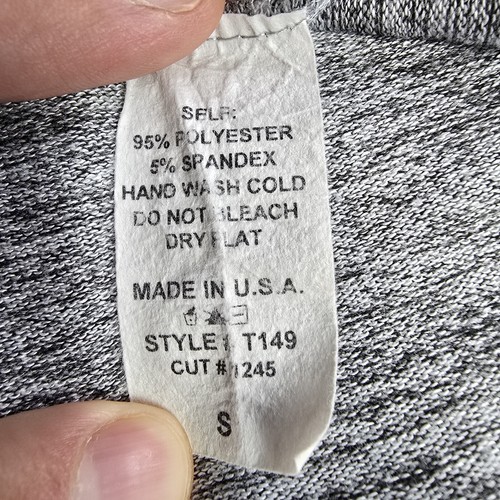 SELF:
95% POLYESTER
5% SPANDEX
HAND WASH COLD
DO NOT BLEACH
DRY FLAT
MADE IN U.S.A.
STYLE# T149
CUT # 1245
S